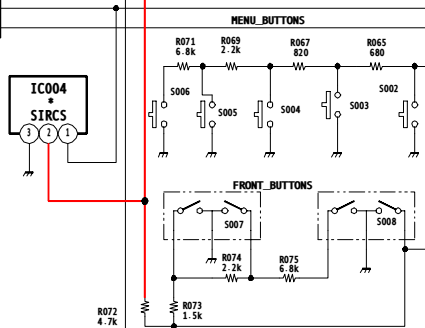 MENU_BUTTONS
R071
6.8k
R069
2.2k
R067
820
R065
680
IC004
*
SIRCS
3
2
1
S006
S005
S004
S003
S002
FRONT_BUTTONS
S007
S008
R074
2.2k
R075
6.8k
R072
4.7k
R073
1.5k